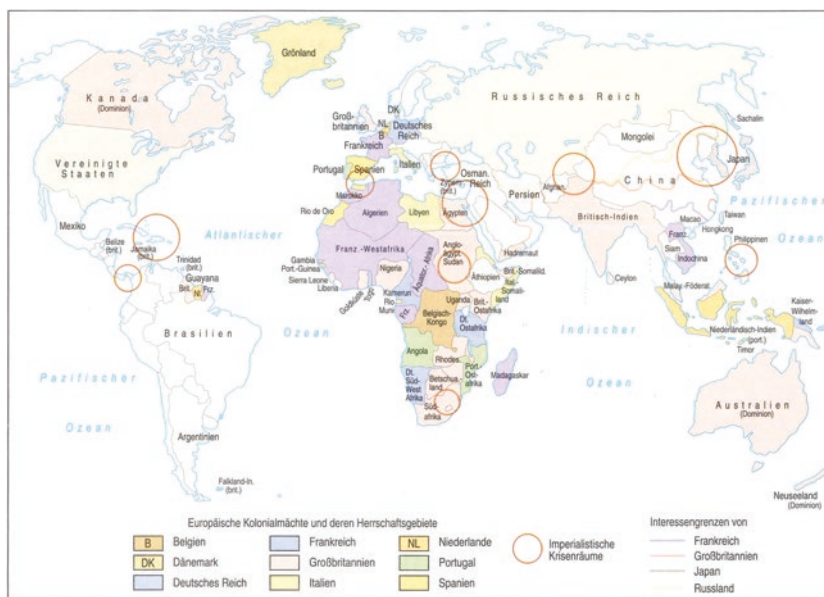 Grönland
Kanada
(Dominion)
Russisches Reich
DK
Groß-
britannien
NL
B
Deutsches
Reich
Frankreich
Sachalin
Mongolei
Vereinigte
Staaten
Portugal
Spanien
Italien
Zypern (brit.)
Osman.
Reich
Persien
Afghan.
China
Japan
Pazifischer
Ozean
Marokko
Rio de Oro
Algerien
Libyen
Ägypten
Britisch-Indien
Macao
Taiwan
Hongkong
Mexiko
Atlantischer
Ozean
Belize
(brit.)
Jamaika
(brit.)
Trinidad
(brit.)
Guayana
Brit.
NL
Frz.
Franz.-Westafrika
Anglo-
ägypt.
Sudan
Hadramaut
Franz.
Indochina
Siam
Philippinen
Gambia
Port.-Guinea
Sierra Leone
Liberia
Goldküste
Togo
Nigeria
Kamerun
Rio
Muni
Frz.
Äquator.-Afrika
Äthiopien
Brit.-Somalild.
Ital.-
Somali-
land
Uganda
Brit.-
Ostafrika
Ceylon
Malay.-Föderat.
Kaiser-
Wilhelm-
land
Brasilien
Belgisch-
Kongo
Dt.
Ostafrika
Indischer
Ozean
Niederländisch-Indien
(port.)
Timor
Pazifischer
Ozean
Angola
Rhodes.
Port.-
Ost-
afrika
Madagaskar
Dt.
Süd-
West
Afrika
Betschua-
land
Süd-
afrika
Australien
(Dominion)
Argentinien
Falkland-In.
(brit.)
Neuseeland
(Dominion)
Europäische Kolonialmächte und deren Herrschaftsgebiete
B Belgien
DK Dänemark
Deutsches Reich
Frankreich
Großbritannien
Italien
NL Niederlande
Portugal
Spanien
Imperialistische
Krisenräume
Interessengrenzen von
Frankreich
Großbritannien
Japan
Russland